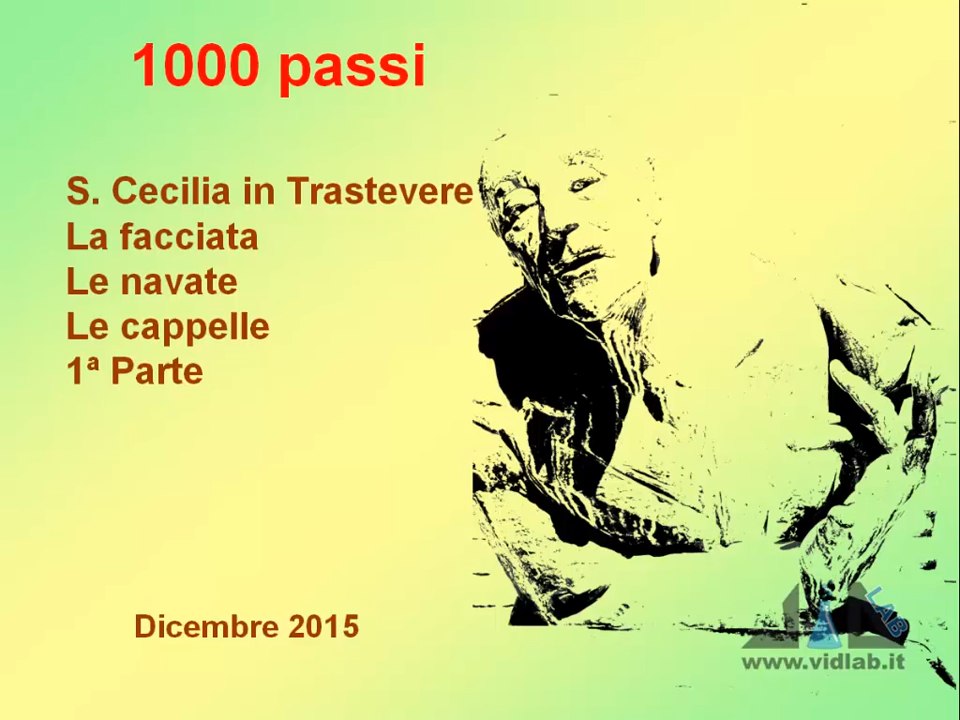 1000 passi
S. Cecilia in Trastevere
La facciata
Le navate
Le cappelle
1ª Parte
Dicembre 2015
LAB
www.vidlab.it